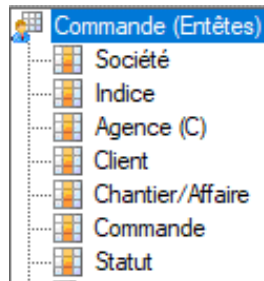 Commande (Entêtes)
Société
Indice
Agence (C)
Client
Chantier/Affaire
Commande
Statut